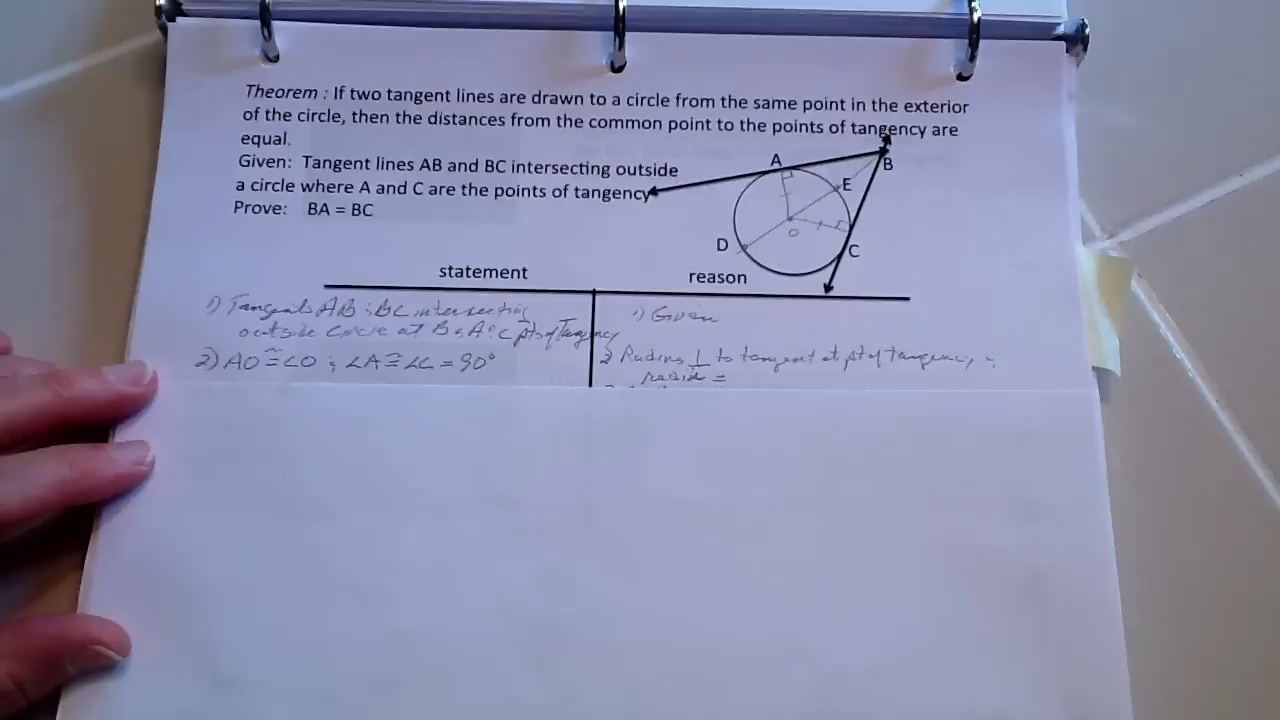 Theorem : If two tangent lines are drawn to a circle from the same point in the exterior
of the circle, then the distances from the common point to the points of tangency are
equal.
Given: Tangent lines AB and BC intersecting outside
a circle where A and C are the points of tangency
Prove: BA = BC
A
B
E
O
D
C
statement
reason
1) Tangents AB & BC intersecting
outside circle at B & A & C pts of Tangency
1) Given
2) AO ≅ CO ; ∠A ≅ ∠C = 90°
2 Radius ⊥ to tangent at pt of tangency ;
radii =